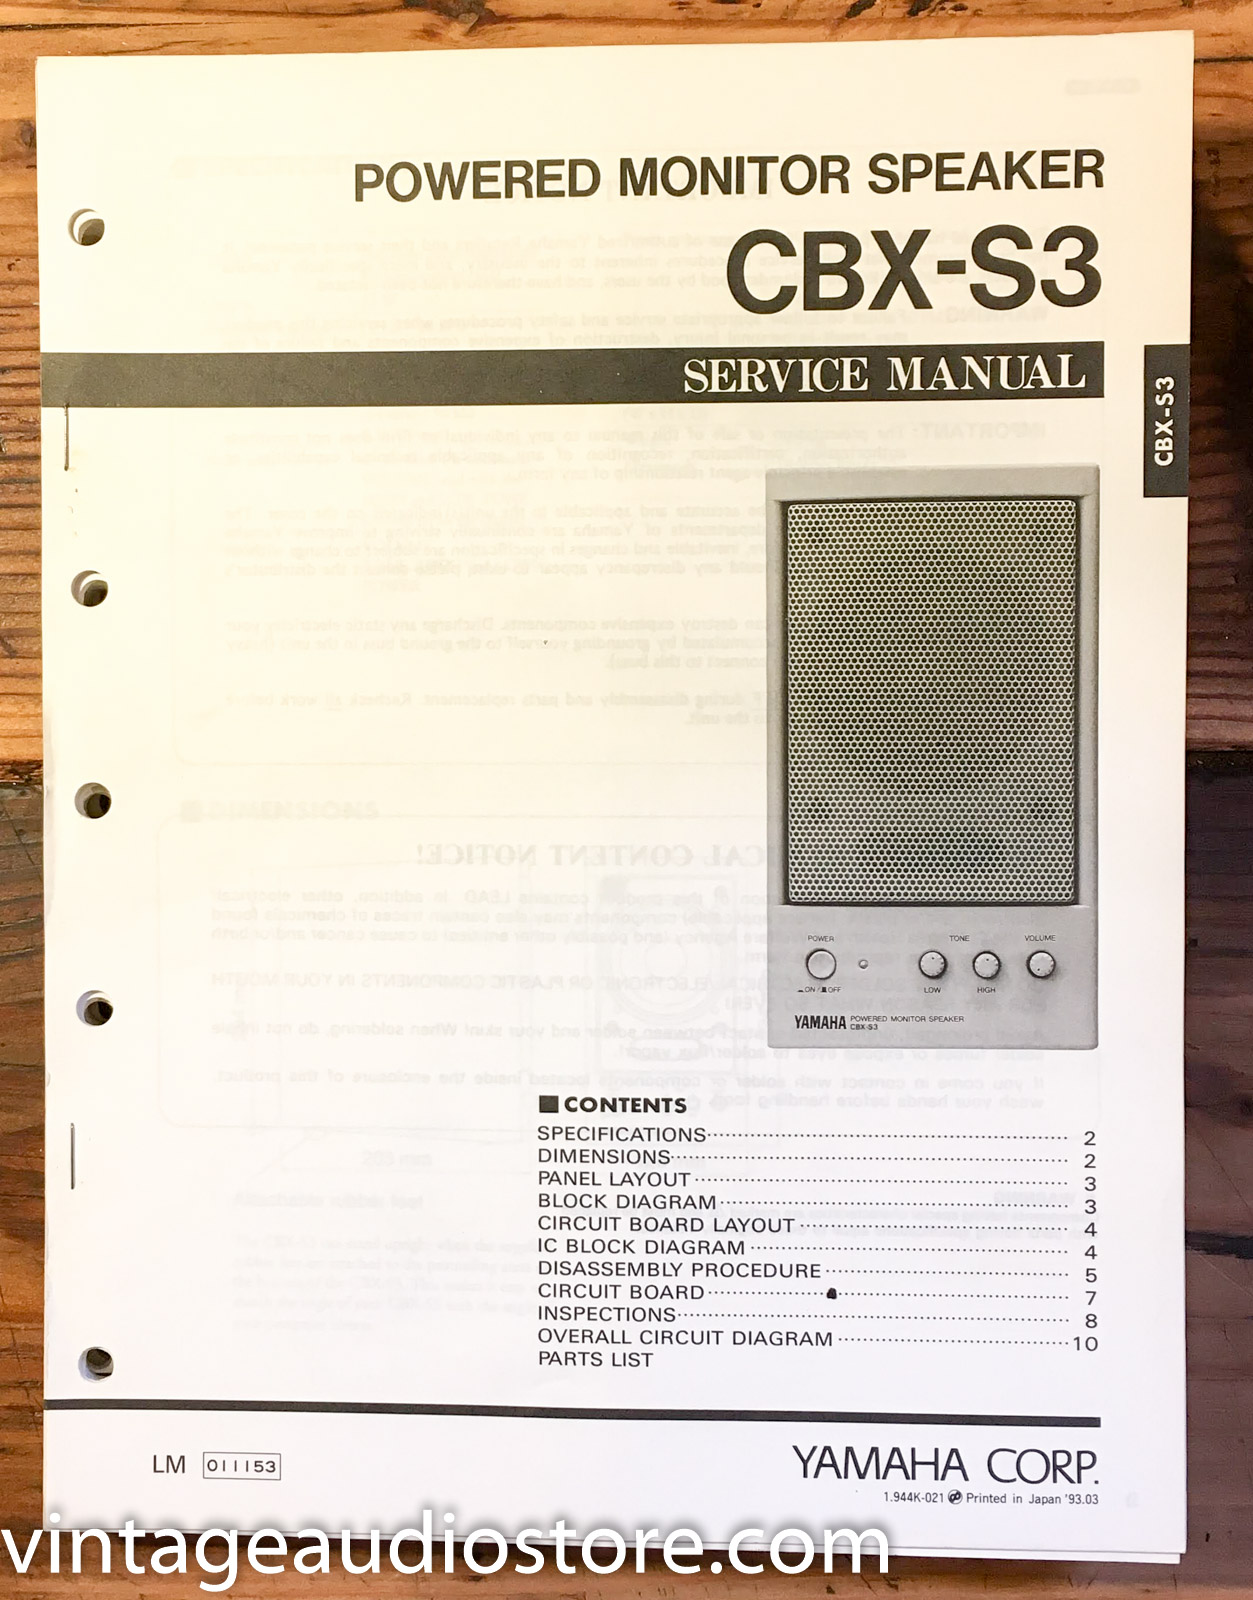 POWERED MONITOR SPEAKER
CBX-S3
SERVICE MANUAL
CBX-S3
POWER
TONE
VOLUME
ON / OFF
LOW
HIGH
YAMAHA POWERED MONITOR SPEAKER
CBX-S3
CONTENTS
SPECIFICATIONS 2
DIMENSIONS 2
PANEL LAYOUT 3
BLOCK DIAGRAM 3
CIRCUIT BOARD LAYOUT 4
IC BLOCK DIAGRAM 4
DISASSEMBLY PROCEDURE 5
CIRCUIT BOARD 7
INSPECTIONS 8
OVERALL CIRCUIT DIAGRAM 10
PARTS LIST
LM 011153
YAMAHA CORP.
1.944K-021 Printed in Japan '93.03
vintageaudiostore.com